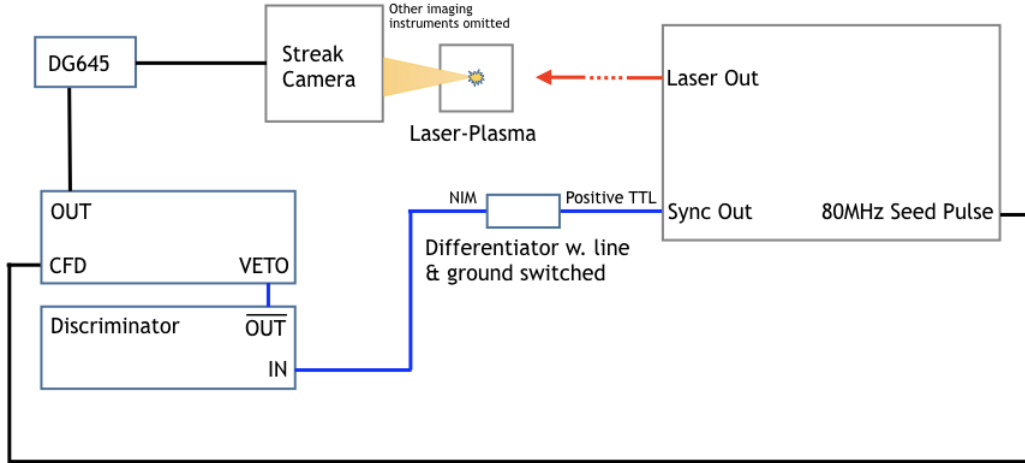 Other imaging
instruments omitted
DG645
Streak
Camera
Laser-Plasma
Laser Out
OUT
CFD
VETO
NIM
Positive TTL
Sync Out
80MHz Seed Pulse
Differentiator w. line
& ground switched
Discriminator
OUT
IN